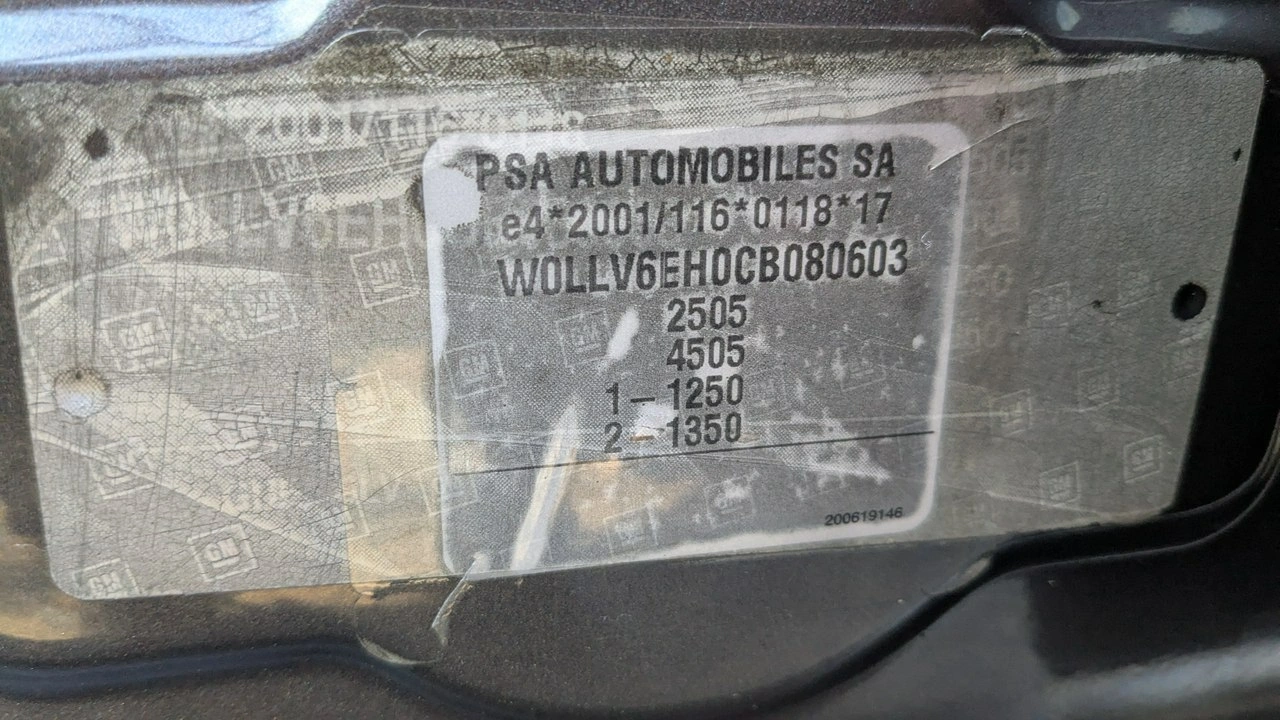 PSA AUTOMOBILES SA
e4*2001/116*0118*17
W0LLV6EH0CB080603
2505
4505
1 - 1250
2 - 1350
200619146